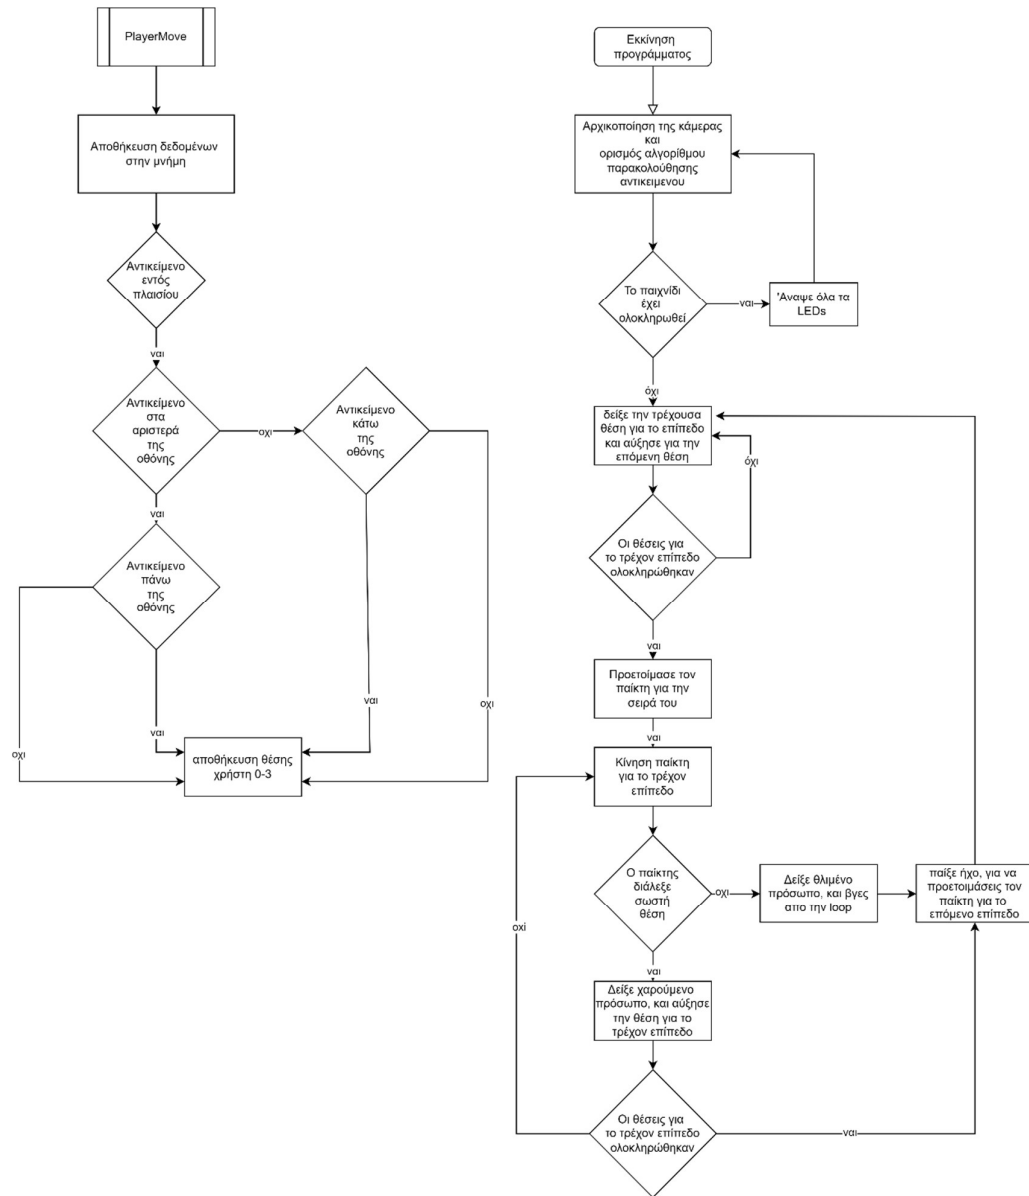 PlayerMove
Αποθήκευση δεδομένων
στην μνήμη
Αντικείμενο
εντός
πλαισίου
ναι
Αντικείμενο
στα
αριστερά
της
οθόνης
οχι
Αντικείμενο
κάτω
της
οθόνης
ναι
Αντικείμενο
πάνω
της
οθόνης
ναι
οχι
ναι
οχι
αποθήκευση θέσης
χρήστη 0-3
Εκκίνηση
προγράμματος
Αρχικοποίηση της κάμερας
και
ορισμός αλγορίθμου
παρακολούθησης
αντικειμενου
Το παιχνίδι
έχει
ολοκληρωθεί
ναι
'Αναψε όλα τα
LEDs
όχι
δείξε την τρέχουσα
θέση για το επίπεδο
και αύξησε για την
επόμενη θέση
όχι
Οι θέσεις για
το τρέχον επίπεδο
ολοκληρώθηκαν
ναι
Προετοίμασε τον
παίκτη για την
σειρά του
ναι
Κίνηση παίκτη
για το τρέχον
επίπεδο
Ο παίκτης
διάλεξε
σωστή
θέση
οχι
Δείξε θλιμένο
πρόσωπο, και βγες
απο την loop
παίξε ήχο, για να
προετοιμάσεις τον
παίκτη για το
επόμενο επίπεδο
οχί
ναι
Δείξε χαρούμενο
πρόσωπο, και αύξησε
την θέση για το
τρέχον επίπεδο
Οι θέσεις για
το τρέχον επίπεδο
ολοκληρώθηκαν
ναι